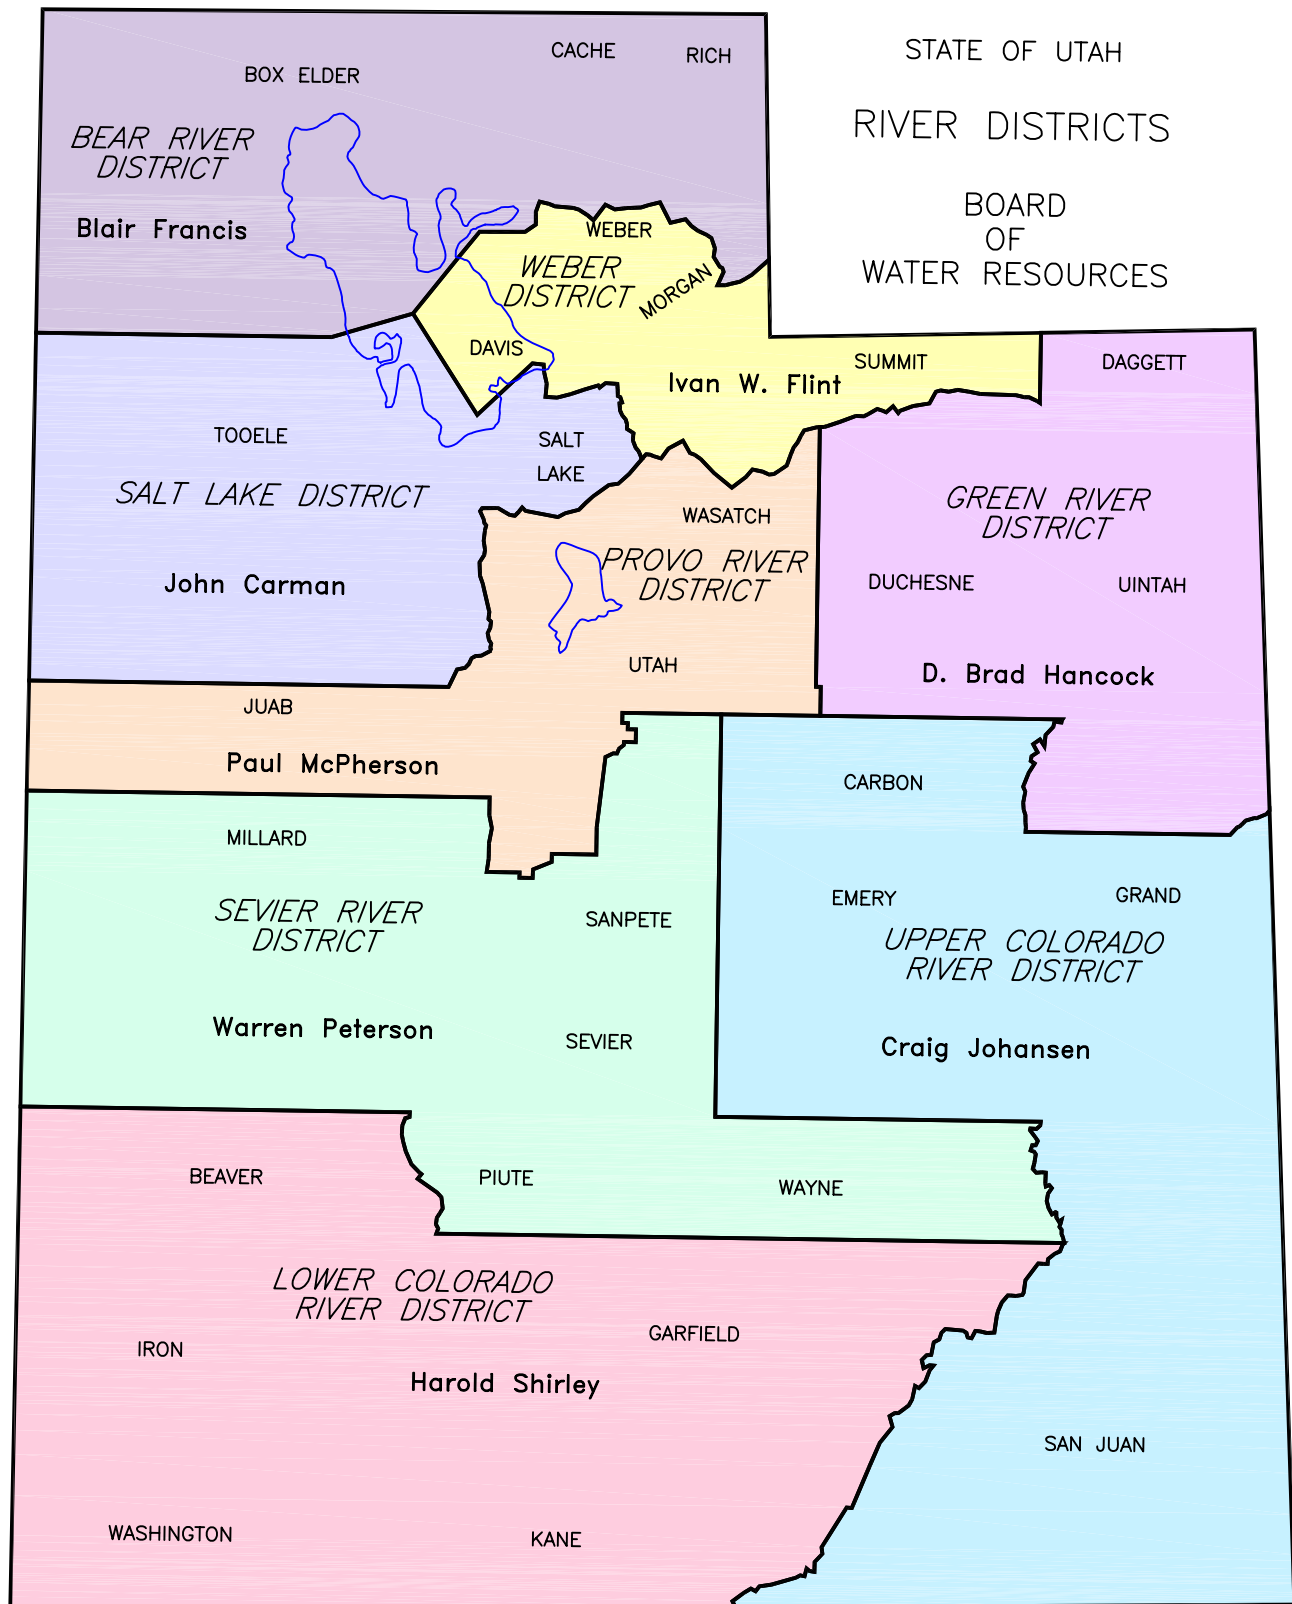 STATE OF UTAH
RIVER DISTRICTS
BOARD
OF
WATER RESOURCES
CACHE
RICH
BOX ELDER
BEAR RIVER
DISTRICT
Blair Francis
WEBER
WEBER
DISTRICT
MORGAN
DAVIS
SUMMIT
Ivan W. Flint
DAGGETT
TOOELE
SALT
LAKE
SALT LAKE DISTRICT
John Carman
GREEN RIVER
DISTRICT
DUCHESNE
UINTAH
D. Brad Hancock
WASATCH
PROVO RIVER
DISTRICT
UTAH
JUAB
Paul McPherson
CARBON
EMERY
GRAND
UPPER COLORADO
RIVER DISTRICT
Craig Johansen
MILLARD
SEVIER RIVER
DISTRICT
SANPETE
Warren Peterson
SEVIER
PIUTE
WAYNE
BEAVER
LOWER COLORADO
RIVER DISTRICT
IRON
GARFIELD
Harold Shirley
SAN JUAN
WASHINGTON
KANE